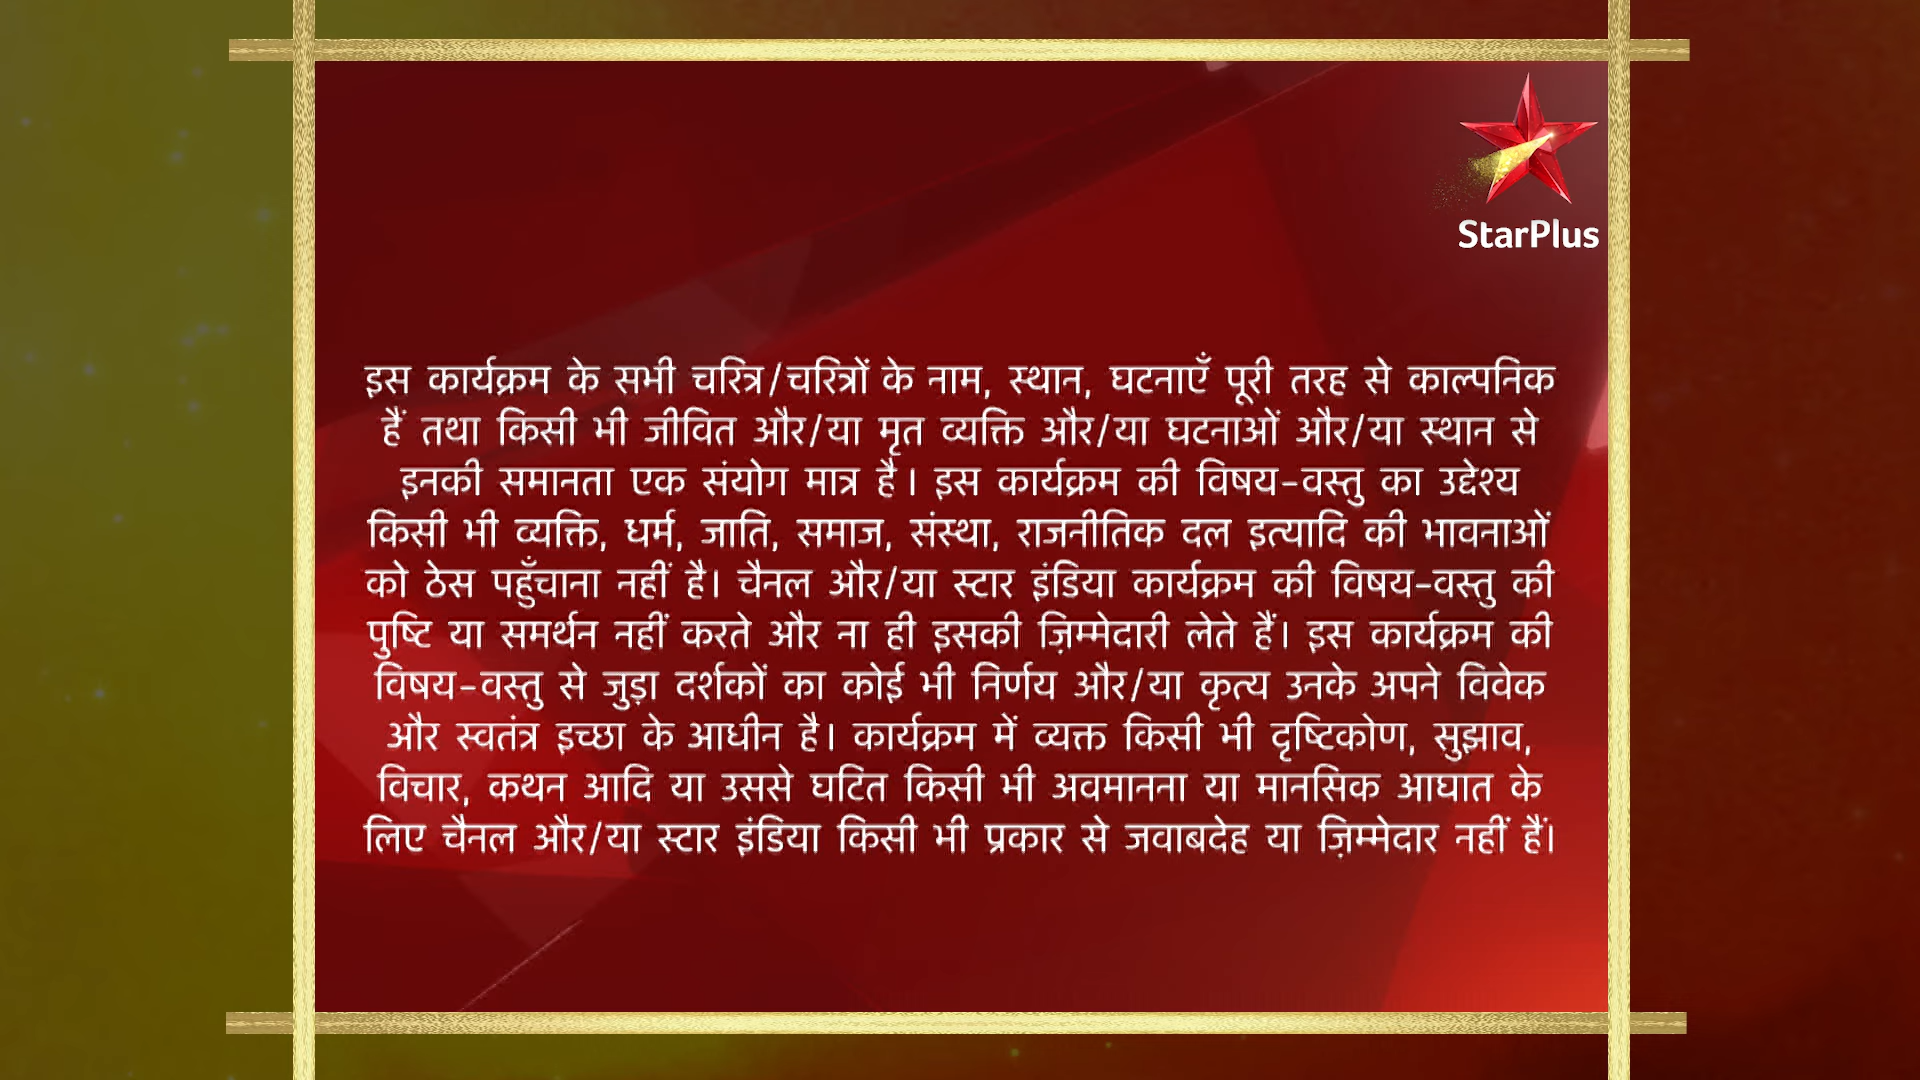 StarPlus
इस कार्यक्रम के सभी चरित्र/चरित्रों के नाम, स्थान, घटनाएँ पूरी तरह से काल्पनिक
हैं तथा किसी भी जीवित और/या मृत व्यक्ति और/या घटनाओं और/या स्थान से
इनकी समानता एक संयोग मात्र है। इस कार्यक्रम की विषय-वस्तु का उद्देश्य
किसी भी व्यक्ति, धर्म, जाति, समाज, संस्था, राजनीतिक दल इत्यादि की भावनाओं
को ठेस पहुँचाना नहीं है। चैनल और/या स्टार इंडिया कार्यक्रम की विषय-वस्तु की
पुष्टि या समर्थन नहीं करते और ना ही इसकी ज़िम्मेदारी लेते हैं। इस कार्यक्रम की
विषय-वस्तु से जुड़ा दर्शकों का कोई भी निर्णय और/या कृत्य उनके अपने विवेक
और स्वतंत्र इच्छा के आधीन है। कार्यक्रम में व्यक्त किसी भी दृष्टिकोण, सुझाव,
विचार, कथन आदि या उससे घटित किसी भी अवमानना या मानसिक आघात के
लिए चैनल और/या स्टार इंडिया किसी भी प्रकार से जवाबदेह या ज़िम्मेदार नहीं हैं।